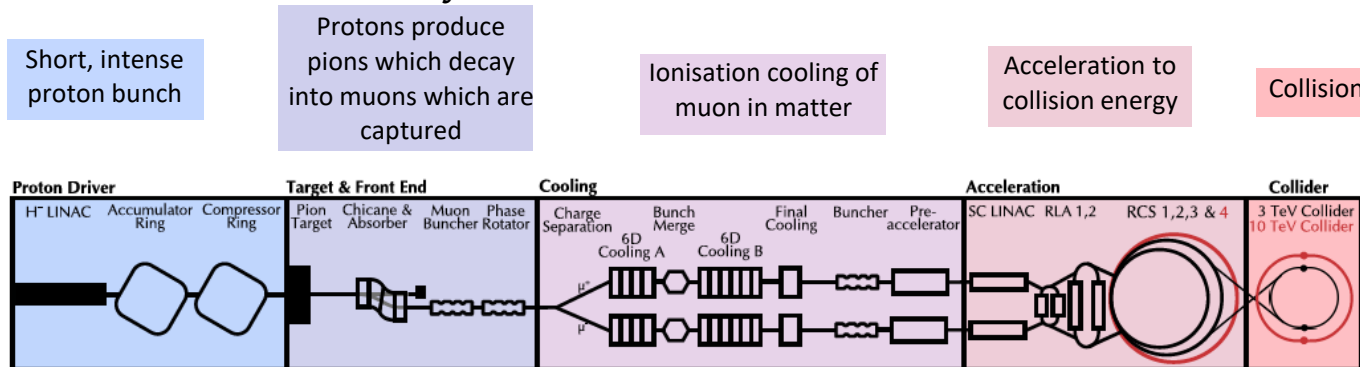 Short, intense
proton bunch
Protons produce
pions which decay
into muons which are
captured
Ionisation cooling of
muon in matter
Acceleration to
collision energy
Collision
Proton Driver
Target & Front End
Cooling
Acceleration
Collider
H⁻ LINAC
Accumulator
Ring
Compressor
Ring
Pion
Target
Chicane &
Absorber
Muon
Buncher
Phase
Rotator
Charge
Separation
6D
Cooling A
Bunch
Merge
6D
Cooling B
Final
Cooling
Buncher
Pre-
accelerator
SC LINAC
RLA 1,2
RCS 1,2,3 & 4
3 TeV Collider
10 TeV Collider
μ⁺